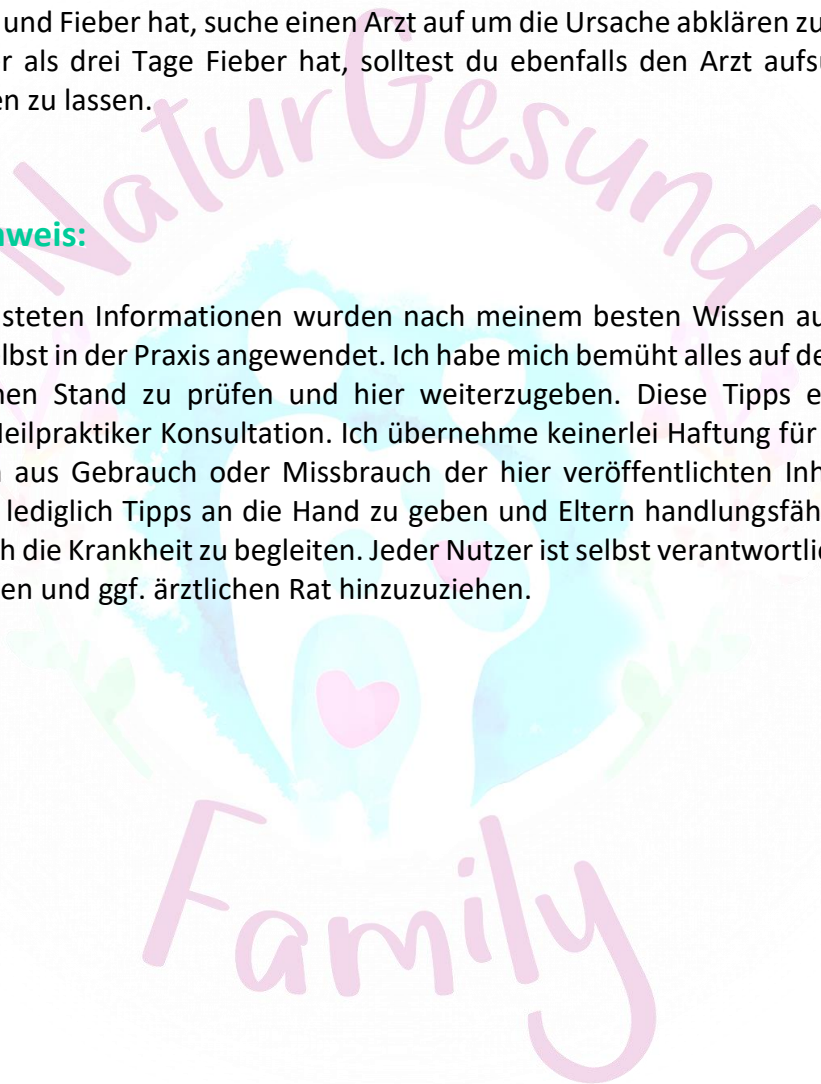 und Fieber hat, suche einen Arzt auf um die Ursache abklären zu
r als drei Tage Fieber hat, solltest du ebenfalls den Arzt aufsu
en zu lassen.
NaturGesund
nweis:
steten Informationen wurden nach meinem besten Wissen au
lbst in der Praxis angewendet. Ich habe mich bemüht alles auf de
hen Stand zu prüfen und hier weiterzugeben. Diese Tipps e
Heilpraktiker Konsultation. Ich übernehme keinerlei Haftung für
n aus Gebrauch oder Missbrauch der hier veröffentlichten Inh
lediglich Tipps an die Hand zu geben und Eltern handlungsfäh
ch die Krankheit zu begleiten. Jeder Nutzer ist selbst verantwortlic
en und ggf. ärztlichen Rat hinzuzuziehen.
Family